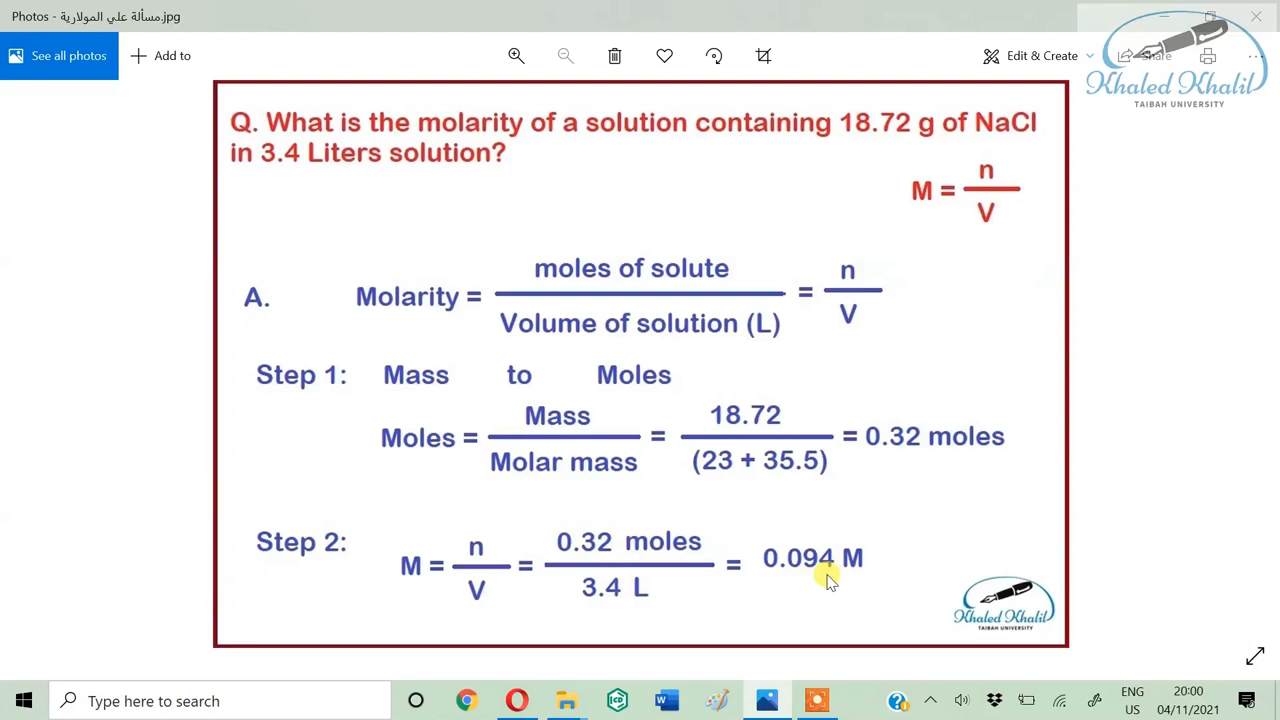 Photos - مسألة علي المولارية.jpg
See all photos
Add to
Edit & Create
Share
Khaled Khalil
TAIBAH UNIVERSITY
Q. What is the molarity of a solution containing 18.72 g of NaCl
in 3.4 Liters solution?
M = n / V
A. Molarity = moles of solute / Volume of solution (L) = n / V
Step 1: Mass to Moles
Moles = Mass / Molar mass = 18.72 / (23 + 35.5) = 0.32 moles
Step 2: M = n / V = 0.32 moles / 3.4 L = 0.094 M
Khaled Khalil
TAIBAH UNIVERSITY
Type here to search
ENG
US
20:00
04/11/2021